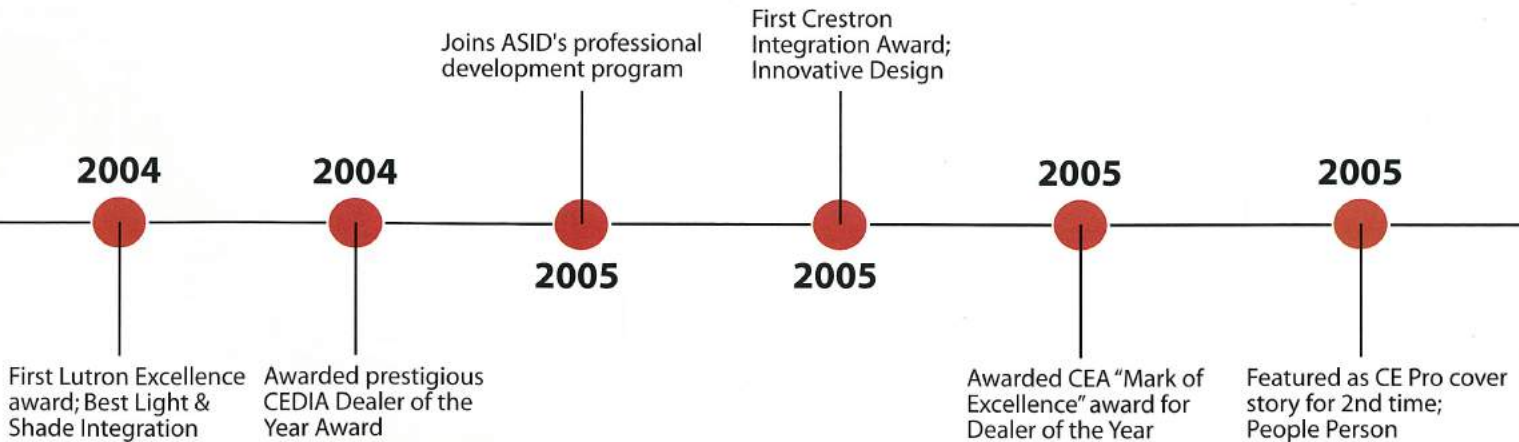 2004
First Lutron Excellence
award; Best Light &
Shade Integration
2004
Awarded prestigious
CEDIA Dealer of the
Year Award
Joins ASID's professional
development program
2005
First Crestron
Integration Award;
Innovative Design
2005
2005
Awarded CEA "Mark of
Excellence" award for
Dealer of the Year
2005
Featured as CE Pro cover
story for 2nd time;
People Person